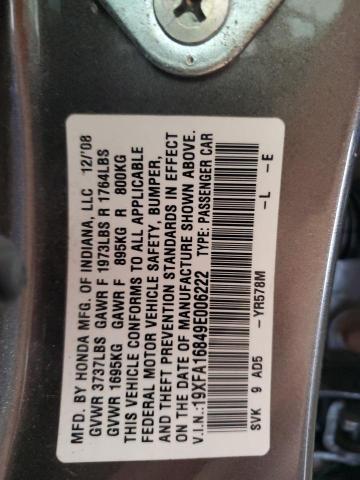 MFD. BY HONDA MFG. OF INDIANA, LLC 12/'08
GVWR 3737LBS GAWR F 1973LBS R 1764LBS
GVWR 1695KG GAWR F 895KG R 800KG
THIS VEHICLE CONFORMS TO ALL APPLICABLE
FEDERAL MOTOR VEHICLE SAFETY, BUMPER,
AND THEFT PREVENTION STANDARDS IN EFFECT
ON THE DATE OF MANUFACTURE SHOWN ABOVE.
V.I.N.:19XFA16849E006222 TYPE: PASSENGER CAR
-YR578M -L -E
SVK 9 AD5